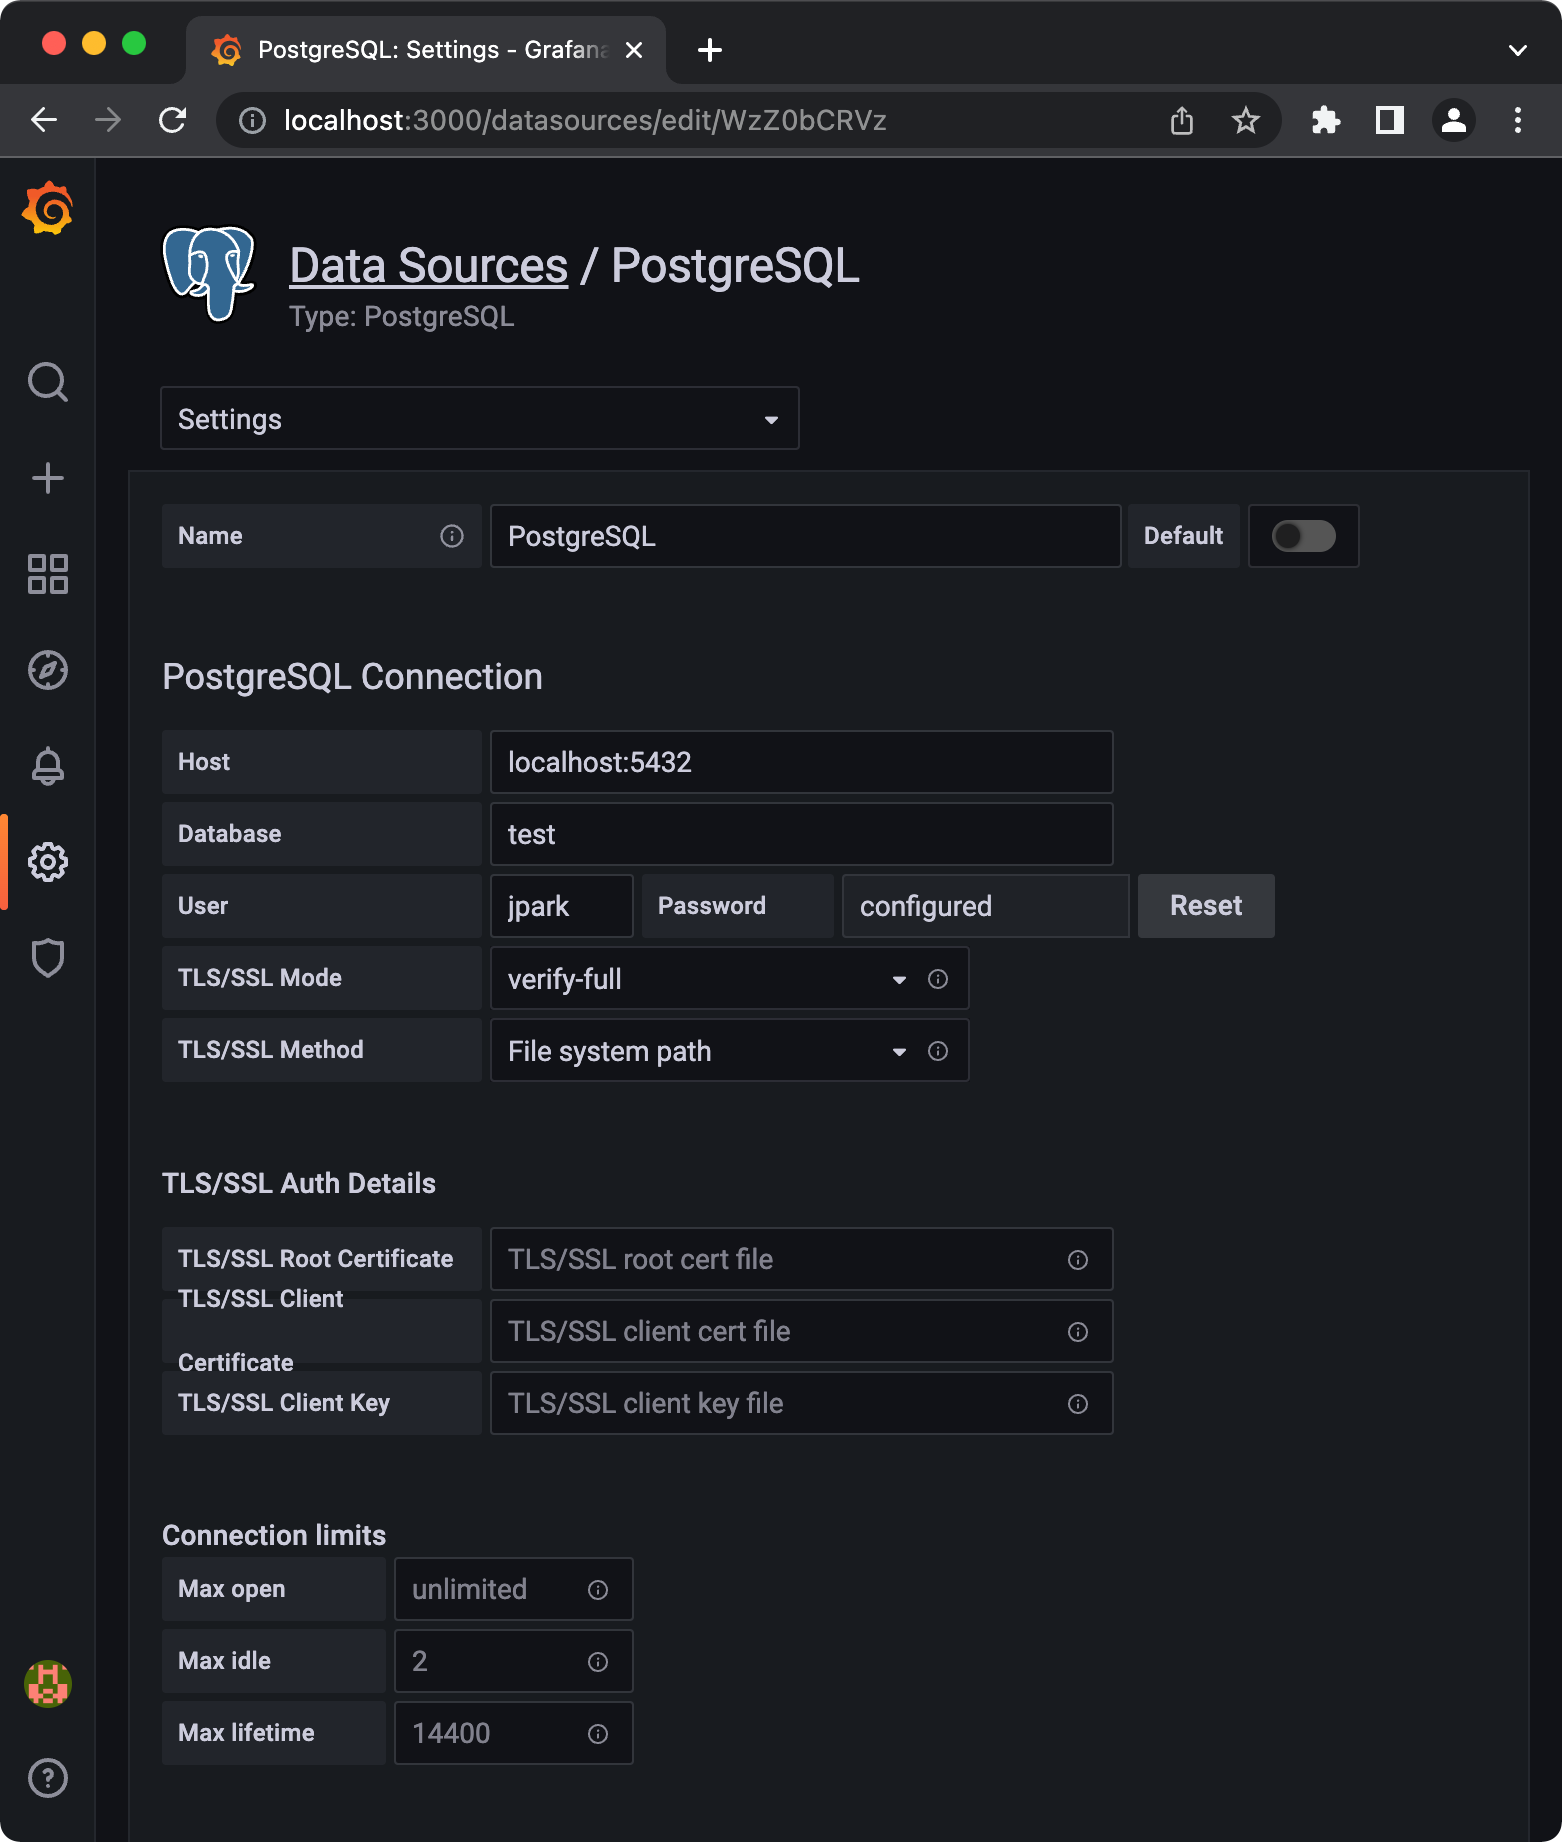 PostgreSQL: Settings - Grafana
localhost:3000/datasources/edit/WzZ0bCRVz
Data Sources / PostgreSQL
Type: PostgreSQL
Settings
Name PostgreSQL Default
PostgreSQL Connection
Host localhost:5432
Database test
User jpark Password configured Reset
TLS/SSL Mode verify-full
TLS/SSL Method File system path
TLS/SSL Auth Details
TLS/SSL Root Certificate TLS/SSL root cert file
TLS/SSL Client
Certificate TLS/SSL client cert file
TLS/SSL Client Key TLS/SSL client key file
Connection limits
Max open unlimited
Max idle 2
Max lifetime 14400